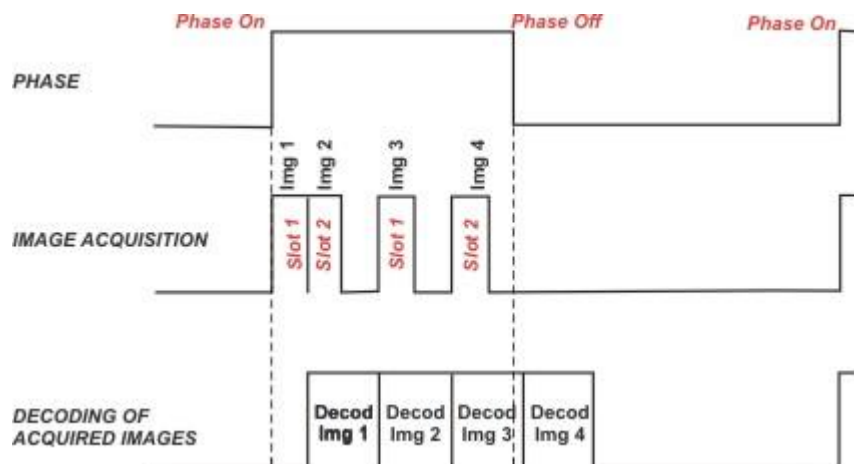 Phase On
Phase Off
Phase On
PHASE
Img 1
Img 2
Img 3
Img 4
IMAGE ACQUISITION
Slot 1
Slot 2
Slot 1
Slot 2
DECODING OF
ACQUIRED IMAGES
Decod
Img 1
Decod
Img 2
Decod
Img 3
Decod
Img 4